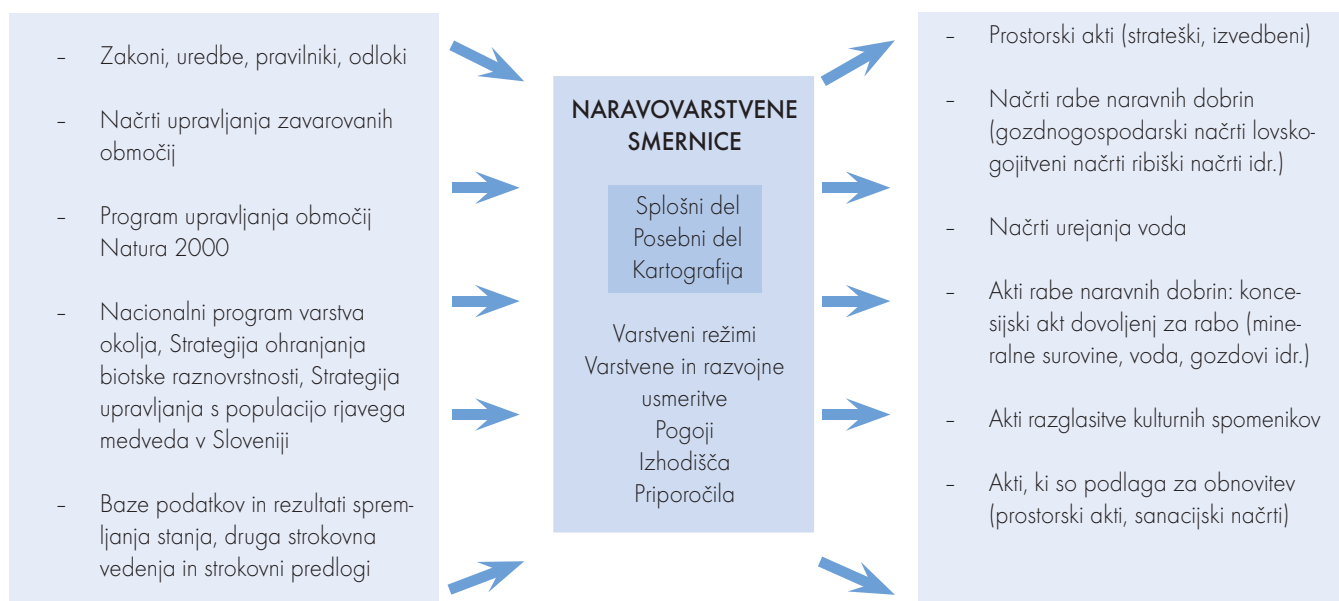 – Zakoni, uredbe, pravilniki, odloki
– Načrti upravljanja zavarovanih
območij
– Program upravljanja območij
Natura 2000
– Nacionalni program varstva
okolja, Strategija ohranjanja
biotske raznovrstnosti, Strategija
upravljanja s populacijo rjavega
medveda v Sloveniji
– Baze podatkov in rezultati sprem-
ljanja stanja, druga strokovna
vedenja in strokovni predlogi
NARAVOVARSTVENE
SMERNICE
Splošni del
Posebni del
Kartografija
Varstveni režimi
Varstvene in razvojne
usmeritve
Pogoji
Izhodišča
Priporočila
– Prostorski akti (strateški, izvedbeni)
– Načrti rabe naravnih dobrin
(gozdnogospodarski načrti lovsko-
gojitveni načrti ribiški načrti idr.)
– Načrti urejanja voda
– Akti rabe naravnih dobrin: konce-
sijski akt dovoljenj za rabo (mine-
ralne surovine, voda, gozdovi idr.)
– Akti razglasitve kulturnih spomenikov
– Akti, ki so podlaga za obnovitev
(prostorski akti, sanacijski načrti)